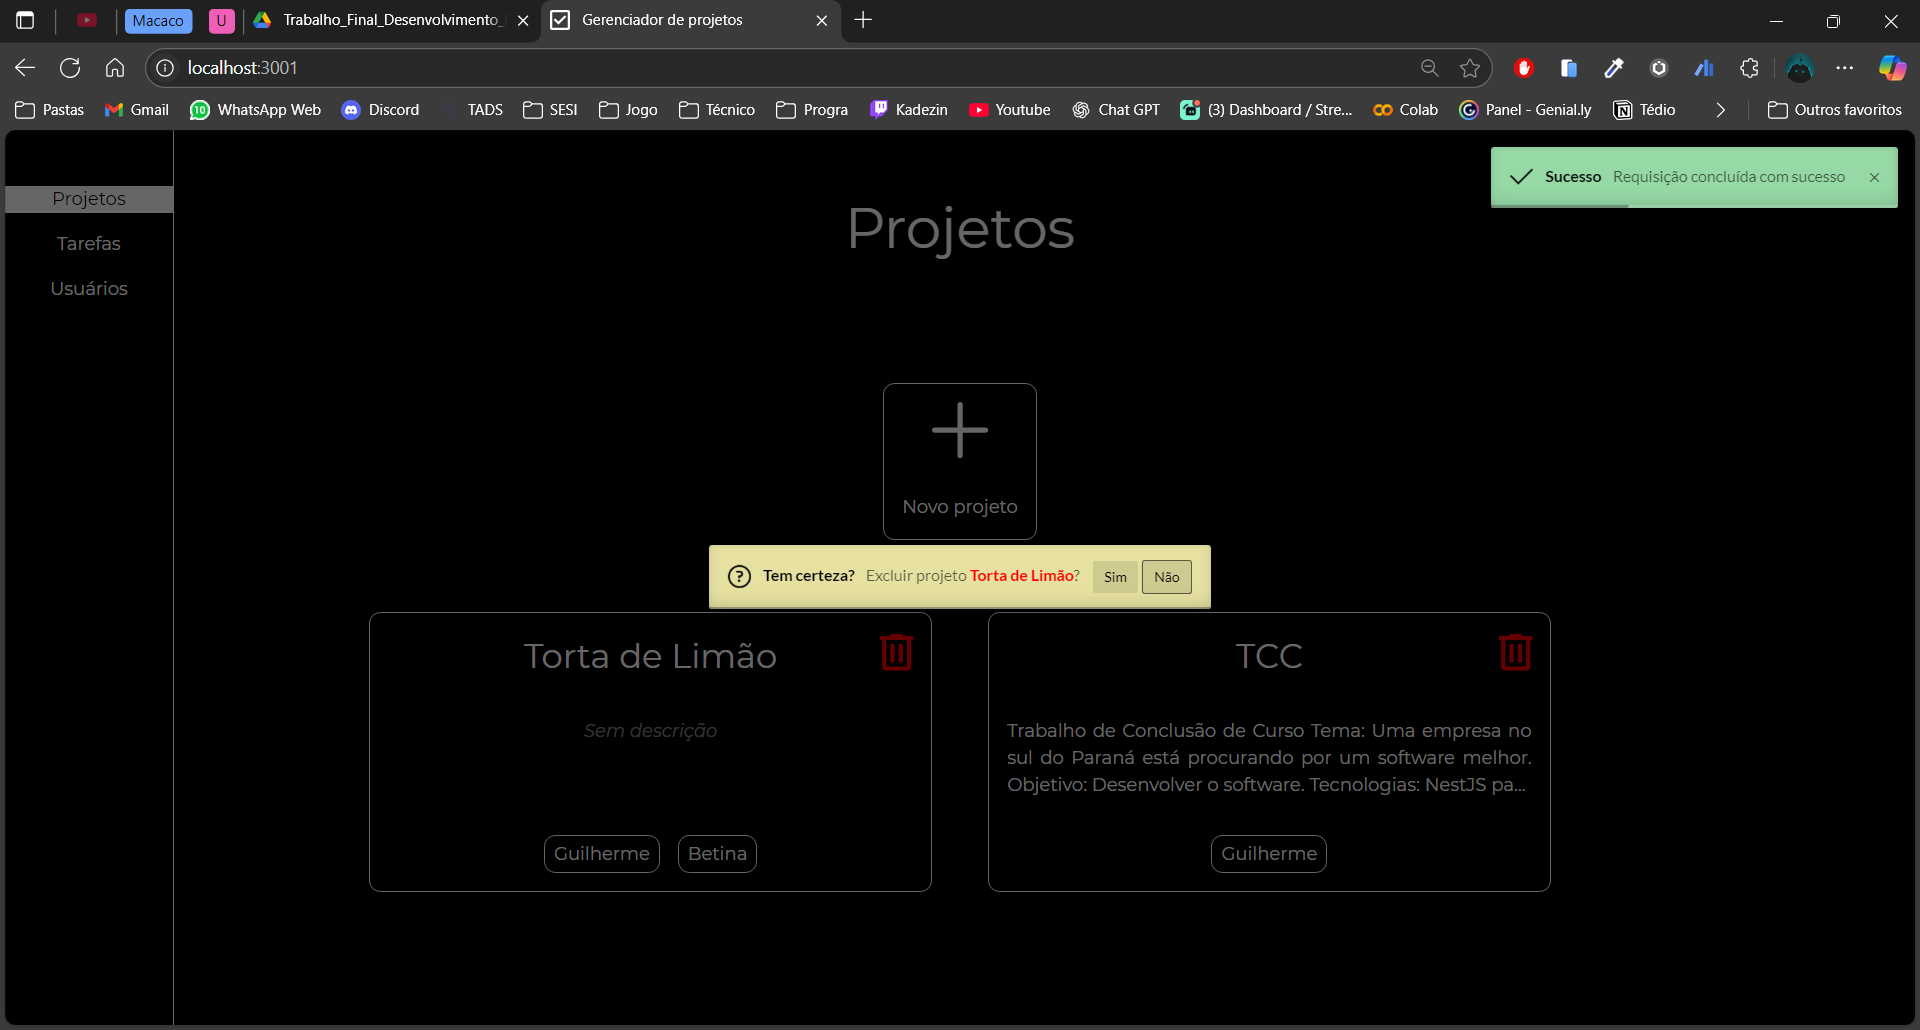 Macaco
U
Trabalho_Final_Desenvolvimento_
Gerenciador de projetos
localhost:3001
Pastas
Gmail
10
WhatsApp Web
Discord
TADS
SESI
Jogo
Técnico
Progra
Kadezin
Youtube
Chat GPT
(3) Dashboard / Stre...
Colab
Panel - Genial.ly
Tédio
Outros favoritos
Projetos
Tarefas
Usuários
Sucesso Requisição concluída com sucesso
Projetos
Novo projeto
Tem certeza? Excluir projeto Torta de Limão? Sim Não
Torta de Limão
Sem descrição
Guilherme Betina
TCC
Trabalho de Conclusão de Curso Tema: Uma empresa no
sul do Paraná está procurando por um software melhor.
Objetivo: Desenvolver o software. Tecnologias: NestJS pa...
Guilherme